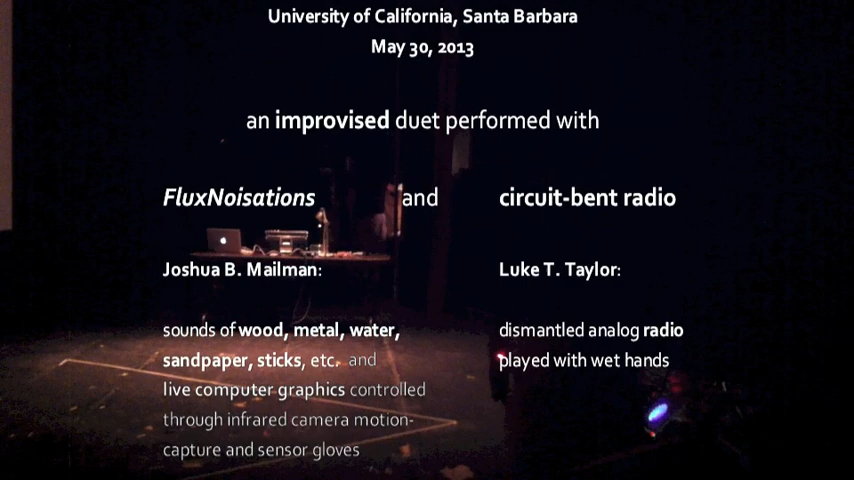 University of California, Santa Barbara
May 30, 2013
an improvised duet performed with
FluxNoisations and circuit-bent radio
Joshua B. Mailman:
Luke T. Taylor:
sounds of wood, metal, water,
sandpaper, sticks, etc. and
live computer graphics controlled
through infrared camera motion-
capture and sensor gloves
dismantled analog radio
played with wet hands